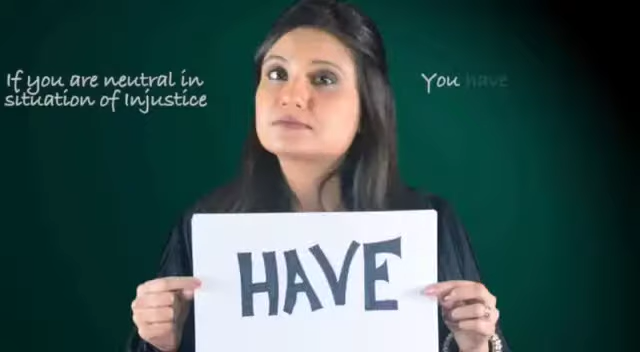 If you are neutral in
situation of Injustice
You have
HAVE